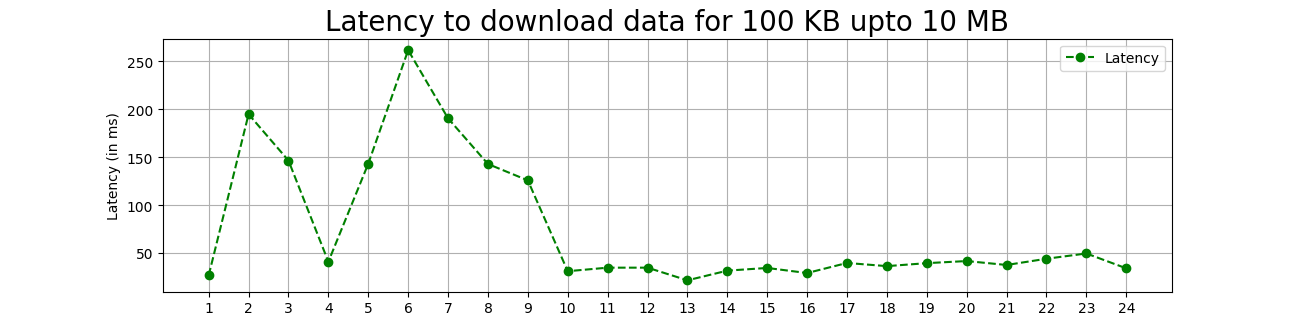 Latency to download data for 100 KB upto 10 MB
Latency
Latency (in ms)
250
200
150
100
50
1 2 3 4 5 6 7 8 9 10 11 12 13 14 15 16 17 18 19 20 21 22 23 24